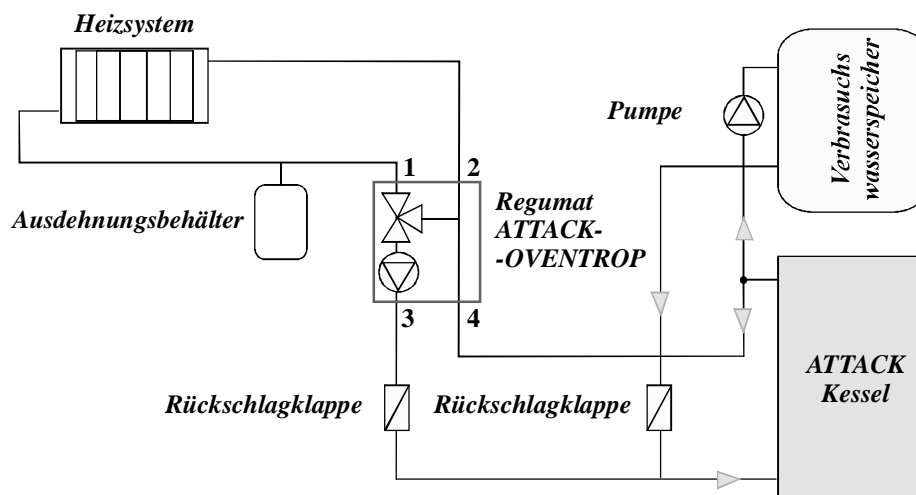 Heizsystem
Pumpe
Verbrasuchs
wasserspeicher
1
2
Ausdehnungsbehälter
Regumat
ATTACK-
-OVENTROP
3
4
ATTACK
Kessel
Rückschlagklappe
Rückschlagklappe